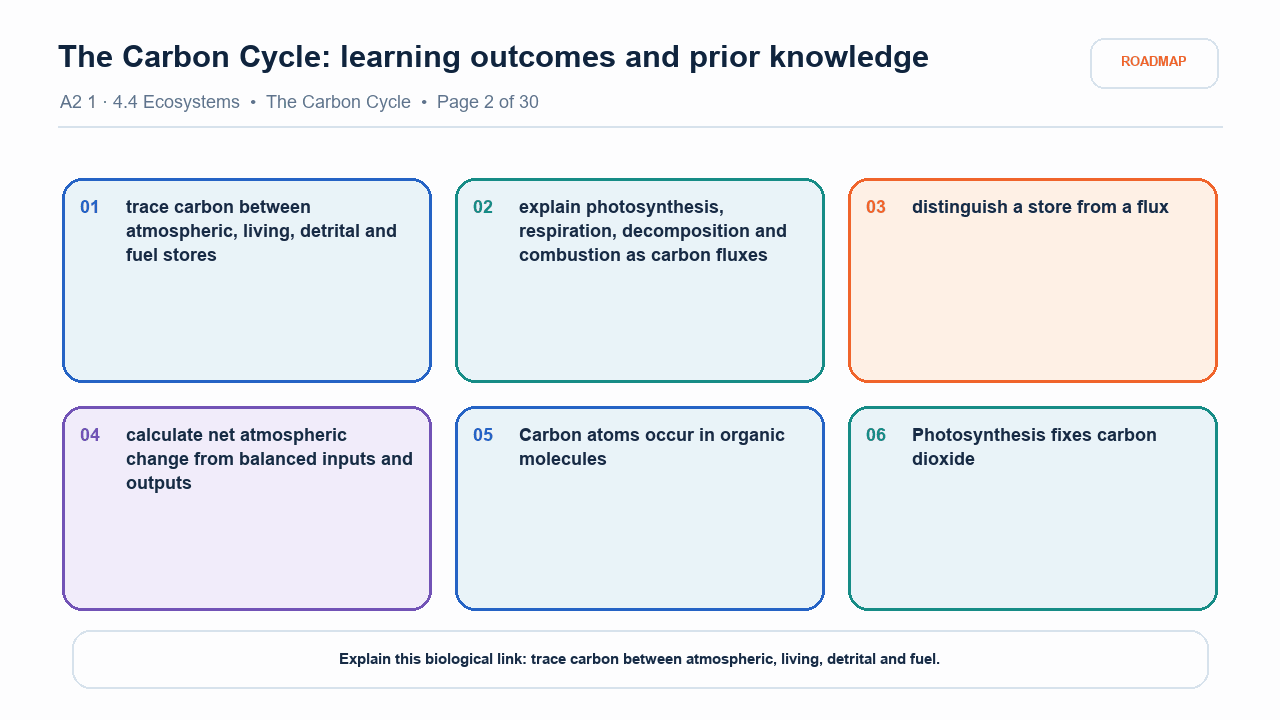 The Carbon Cycle: learning outcomes and prior knowledge
ROADMAP
A2 1 · 4.4 Ecosystems • The Carbon Cycle • Page 2 of 30
01
trace carbon between
atmospheric, living, detrital and
fuel stores
02
explain photosynthesis,
respiration, decomposition and
combustion as carbon fluxes
03
distinguish a store from a flux
04
calculate net atmospheric
change from balanced inputs and
outputs
05
Carbon atoms occur in organic
molecules
06
Photosynthesis fixes carbon
dioxide
Explain this biological link: trace carbon between atmospheric, living, detrital and fuel.